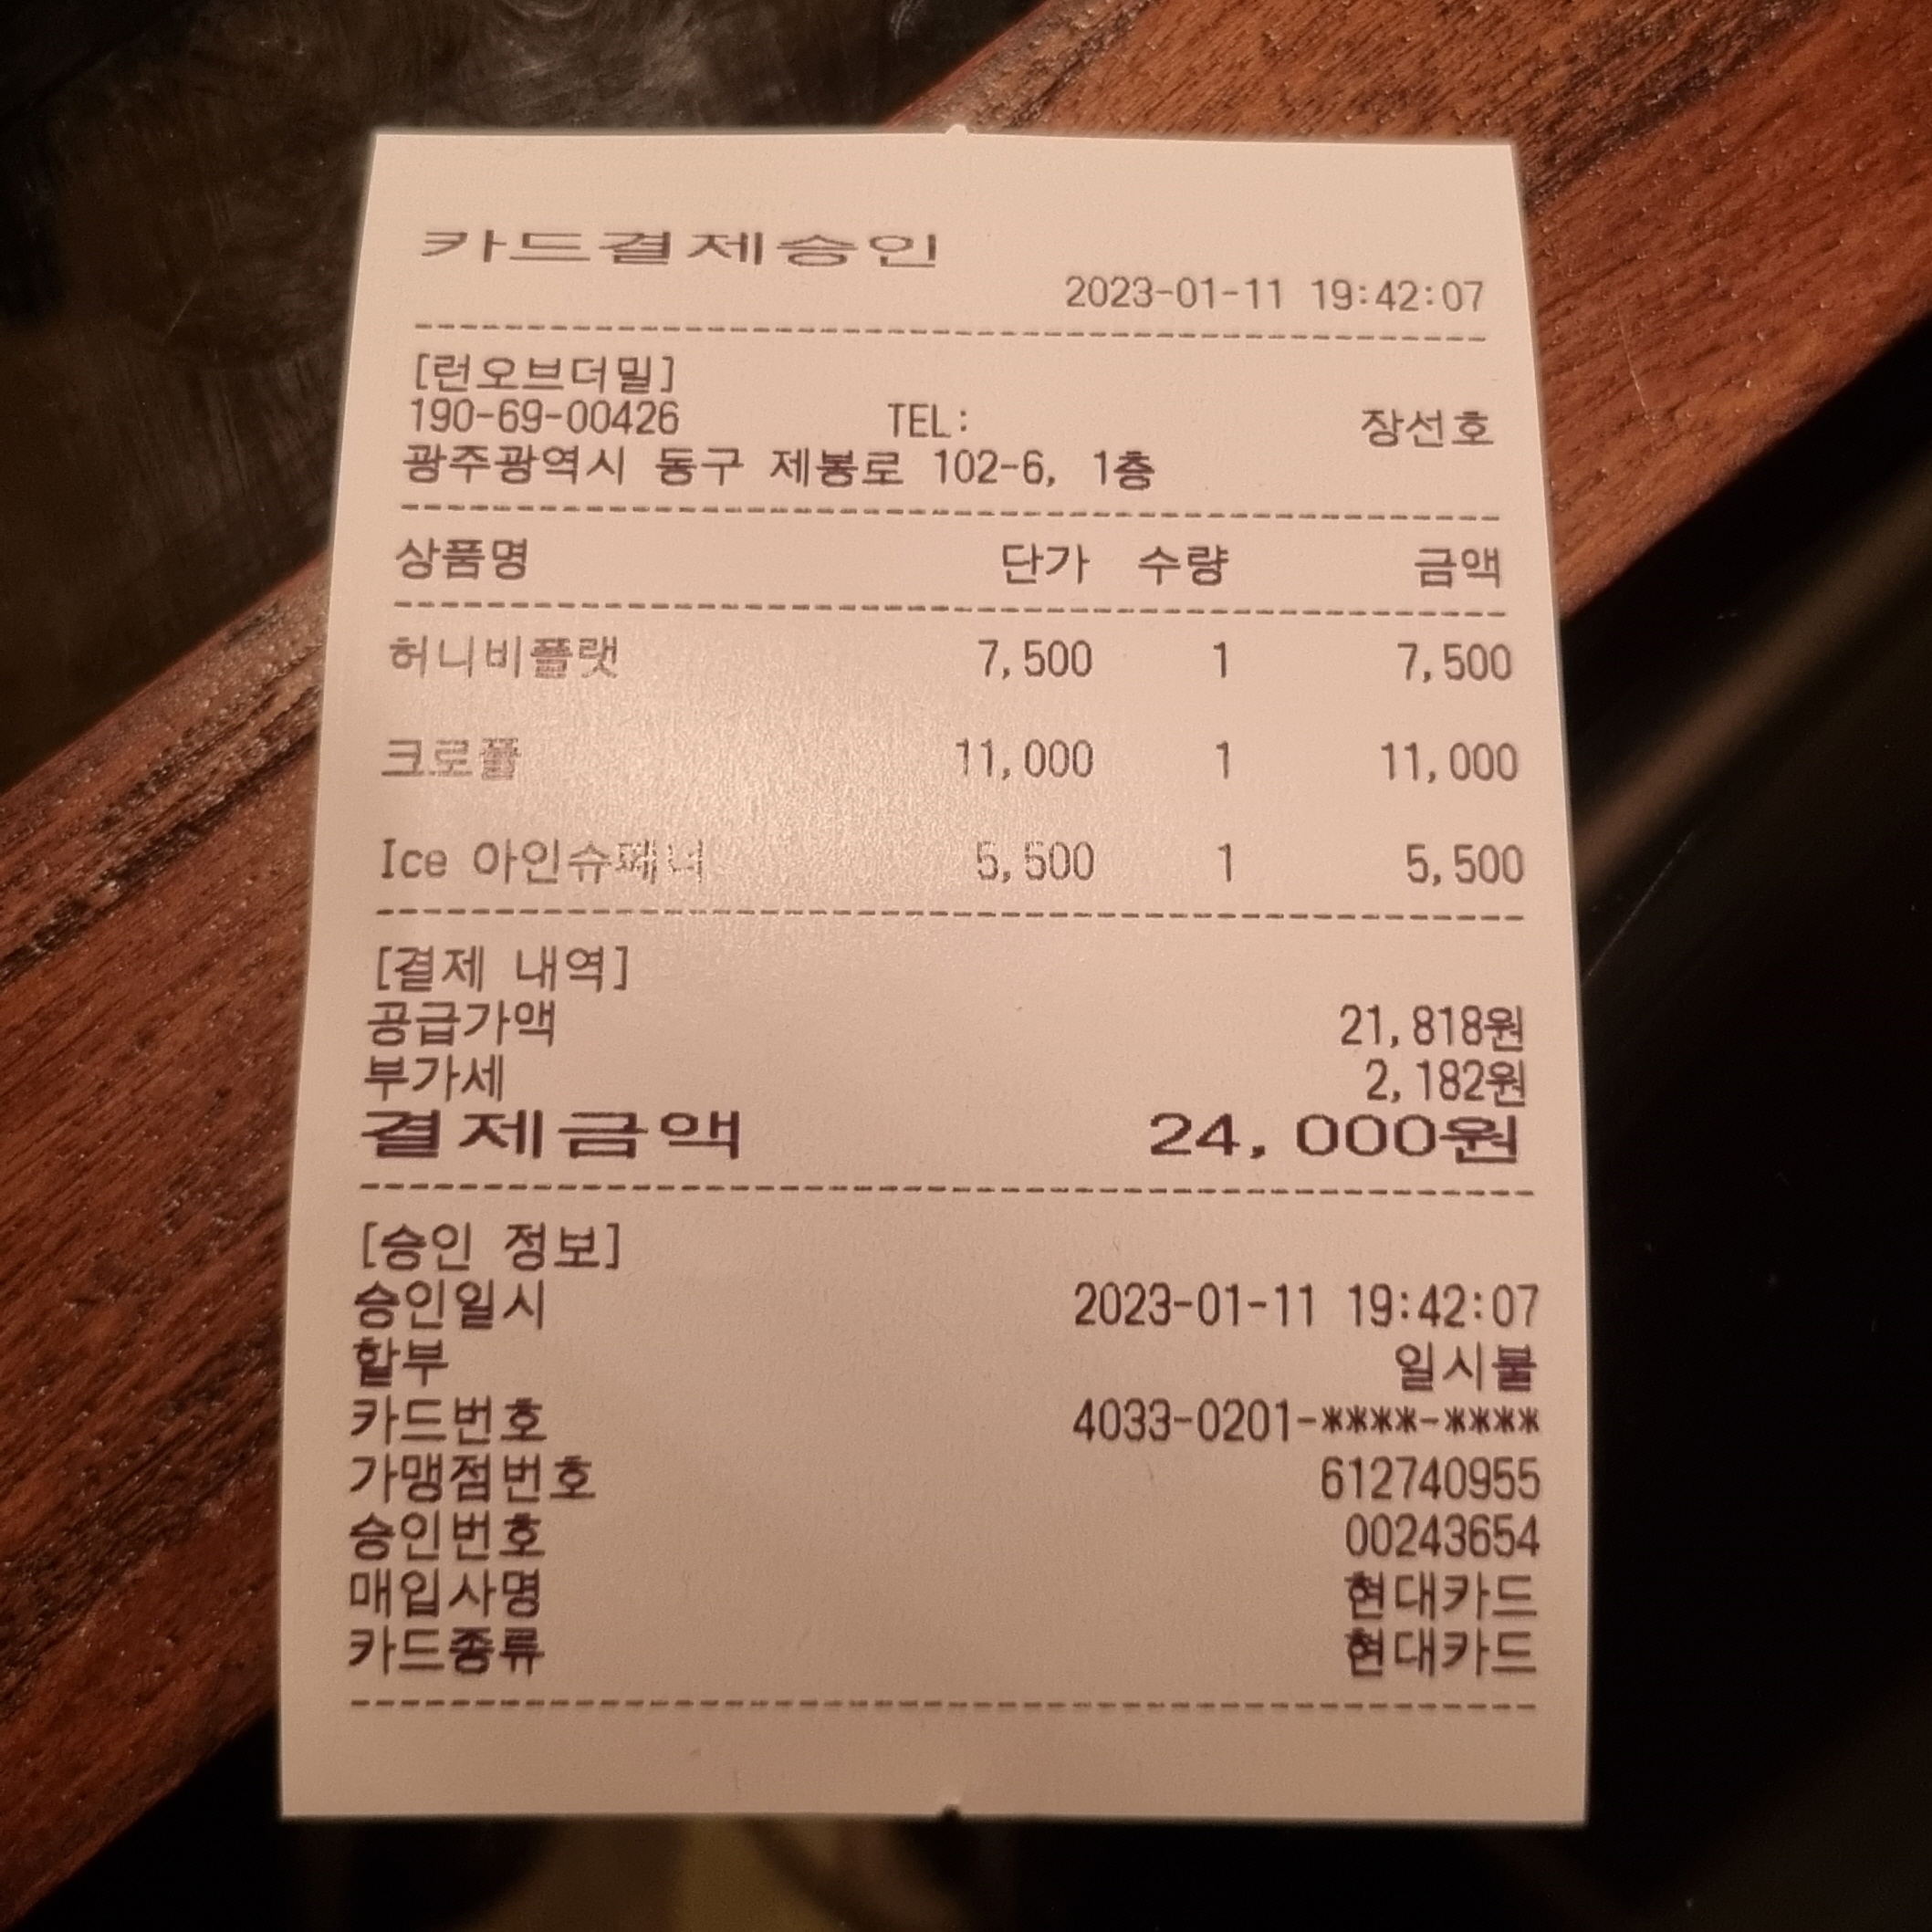 카드결제승인
2023-01-11 19:42:07
[런오브더밀]
190-69-00426 TEL: 장선호
광주광역시 동구 제봉로 102-6, 1층
상품명 단가 수량 금액
허니비플랫 7,500 1 7,500
크로플 11,000 1 11,000
Ice 아인슈페너 5,500 1 5,500
[결제 내역]
공급가액 21,818원
부가세 2,182원
결제금액 24,000원
[승인 정보]
승인일시 2023-01-11 19:42:07
할부 일시불
카드번호 4033-0201-****-****
가맹점번호 612740955
승인번호 00243654
매입사명 현대카드
카드종류 현대카드